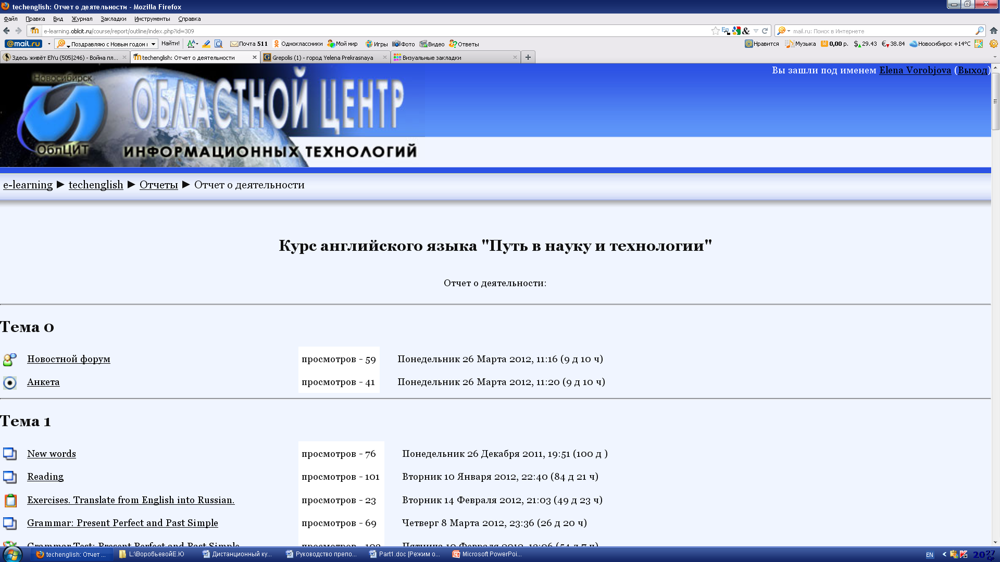 techenglish: Отчет о деятельности - Mozilla Firefox
Файл Правка Вид Журнал Закладки Инструменты Справка
e-learning.oblcit.ru/course/report/outline/index.php?id=309
mail.ru: Поиск в Интернете
@mail.ru Поздравляю с Новым годом Найти! Почта 511 Одноклассники Мой мир Игры Фото Видео Ответы Нравится Музыка 0,00 р. $ 29.43 € 38.84 Новосибирск +14°C
Здесь живёт ElYu (505|246) - Война пл... techenglish: Отчет о деятельности Grepolis (1) - город Yelena Prekrasnaya Визуальные закладки
Вы зашли под именем Elena Vorobjova (Выход)
Новосибирск
ОБЛАСТНОЙ ЦЕНТР
ОблЦИТ
ИНФОРМАЦИОННЫХ ТЕХНОЛОГИЙ
e-learning ► techenglish ► Отчеты ► Отчет о деятельности
Курс английского языка "Путь в науку и технологии"
Отчет о деятельности:
Тема 0
Новостной форум просмотров - 59 Понедельник 26 Марта 2012, 11:16 (9 д 10 ч)
Анкета просмотров - 41 Понедельник 26 Марта 2012, 11:20 (9 д 10 ч)
Тема 1
New words просмотров - 76 Понедельник 26 Декабря 2011, 19:51 (100 д )
Reading просмотров - 101 Вторник 10 Января 2012, 22:40 (84 д 21 ч)
Exercises. Translate from English into Russian. просмотров - 23 Вторник 14 Февраля 2012, 21:03 (49 д 23 ч)
Grammar: Present Perfect and Past Simple просмотров - 69 Четверг 8 Марта 2012, 23:36 (26 д 20 ч)
Grammar Test: Present Perfect and Past Simple
techenglish: Отчет ... L:\ВоробьевойЕ.Ю Дистанционный ку... Руководство препо... Part1.doc [Режим о... Microsoft PowerPoi... EN 20 27 Ср